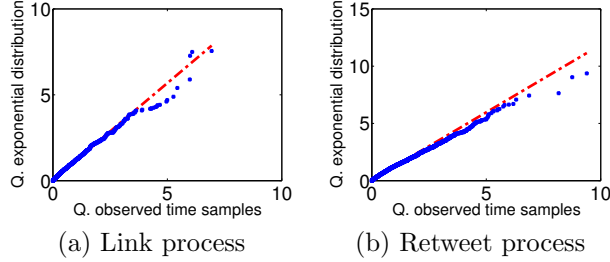 Q. exponential distribution
10
5
0
0
5
10
Q. observed time samples
(a) Link process
Q. exponential distribution
15
10
5
0
0
5
10
Q. observed time samples
(b) Retweet process